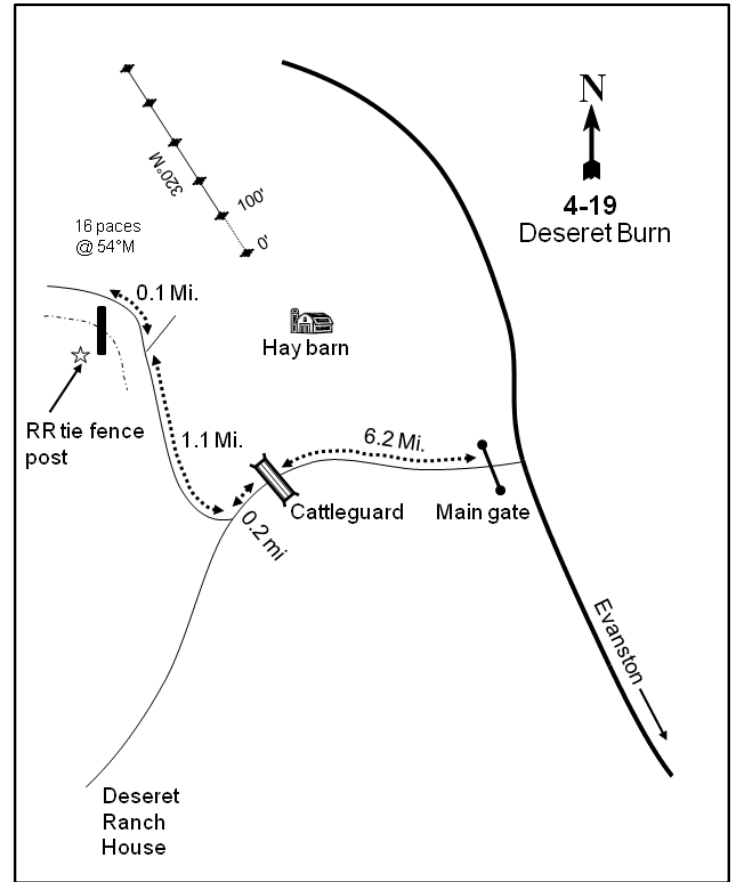 N
4-19
Deseret Burn
320°M
100'
0'
16 paces
@ 54°M
0.1 Mi.
Hay barn
RR tie fence
post
1.1 Mi.
6.2 Mi.
Cattleguard
Main gate
0.2 mi
Evanston
Deseret
Ranch
House